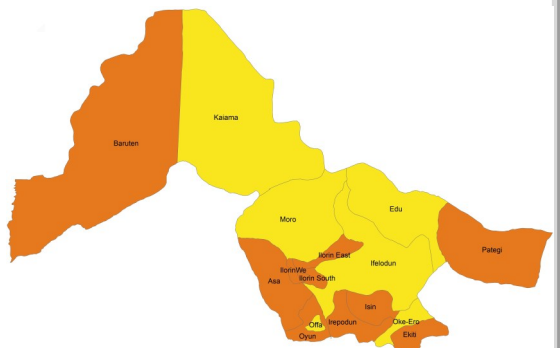 Kaiama
Baruten
Edu
Moro
Pategi
Ilorin East
Ifelodun
IlorinWe
Ilorin South
Asa
Isin
Offa
Irepodun
Oke-Ero
Oyun
Ekiti